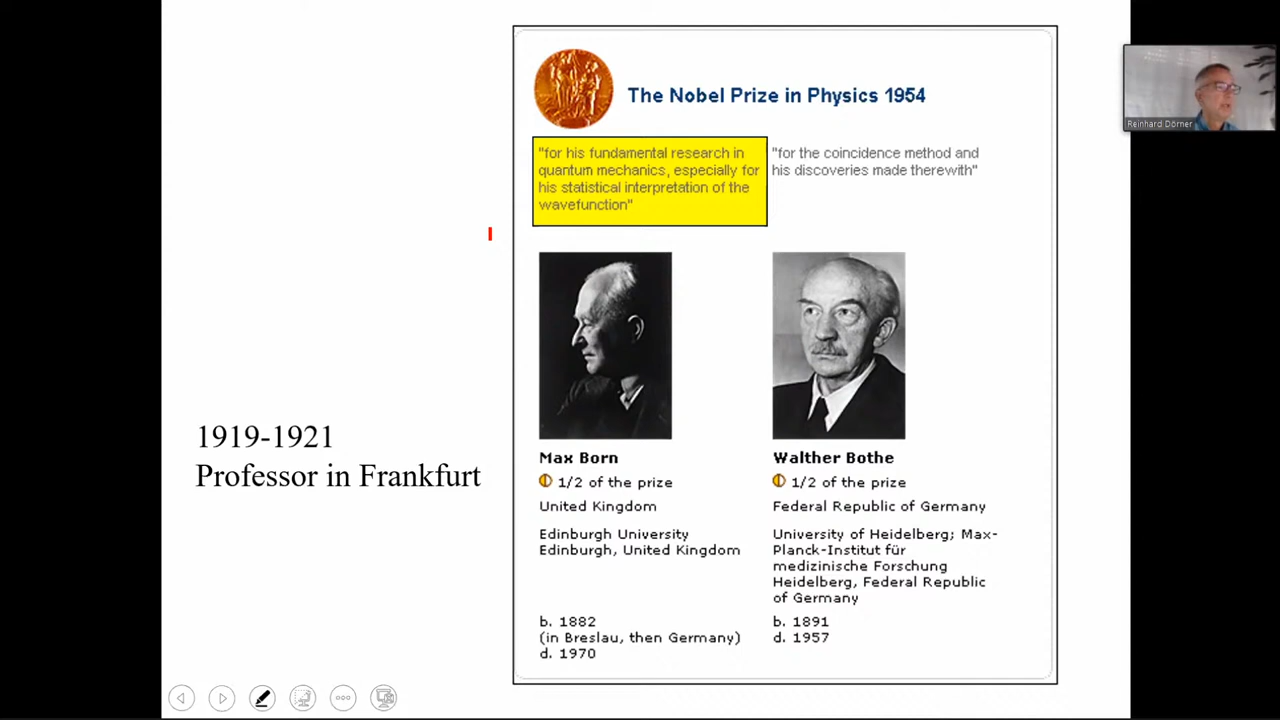 The Nobel Prize in Physics 1954
"for his fundamental research in
quantum mechanics, especially for
his statistical interpretation of the
wavefunction"
"for the coincidence method and
his discoveries made therewith"
Reinhard Dörner
1919-1921
Professor in Frankfurt
Max Born
1/2 of the prize
United Kingdom
Edinburgh University
Edinburgh, United Kingdom
b. 1882
(in Breslau, then Germany)
d. 1970
Walther Bothe
1/2 of the prize
Federal Republic of Germany
University of Heidelberg; Max-
Planck-Institut für
medizinische Forschung
Heidelberg, Federal Republic
of Germany
b. 1891
d. 1957